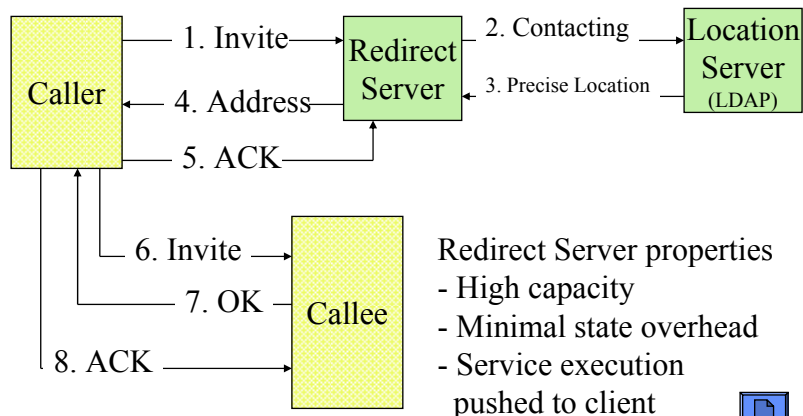 1. Invite
2. Contacting
Caller
Redirect
Server
Location
Server
(LDAP)
4. Address
3. Precise Location
5. ACK
6. Invite
7. OK
8. ACK
Callee
Redirect Server properties
- High capacity
- Minimal state overhead
- Service execution
pushed to client